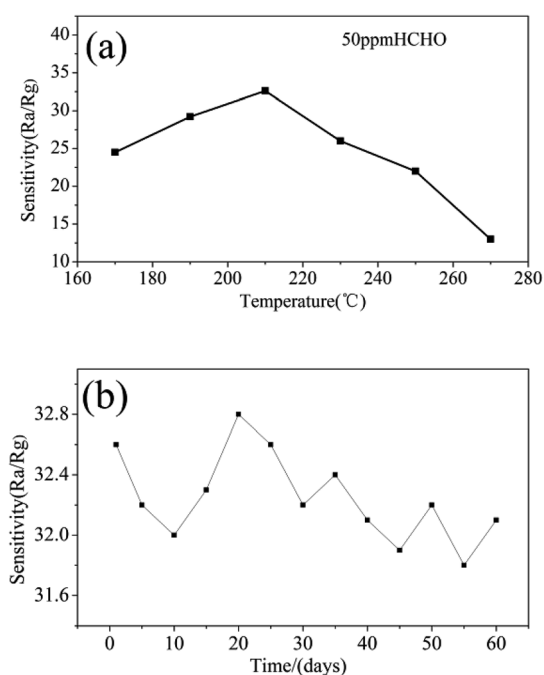 (a)
50ppmHCHO
Sensitivity(Ra/Rg)
40
35
30
25
20
15
10
160 180 200 220 240 260 280
Temperature(℃)
(b)
Sensitivity(Ra/Rg)
32.8
32.4
32.0
31.6
0 10 20 30 40 50 60
Time/(days)